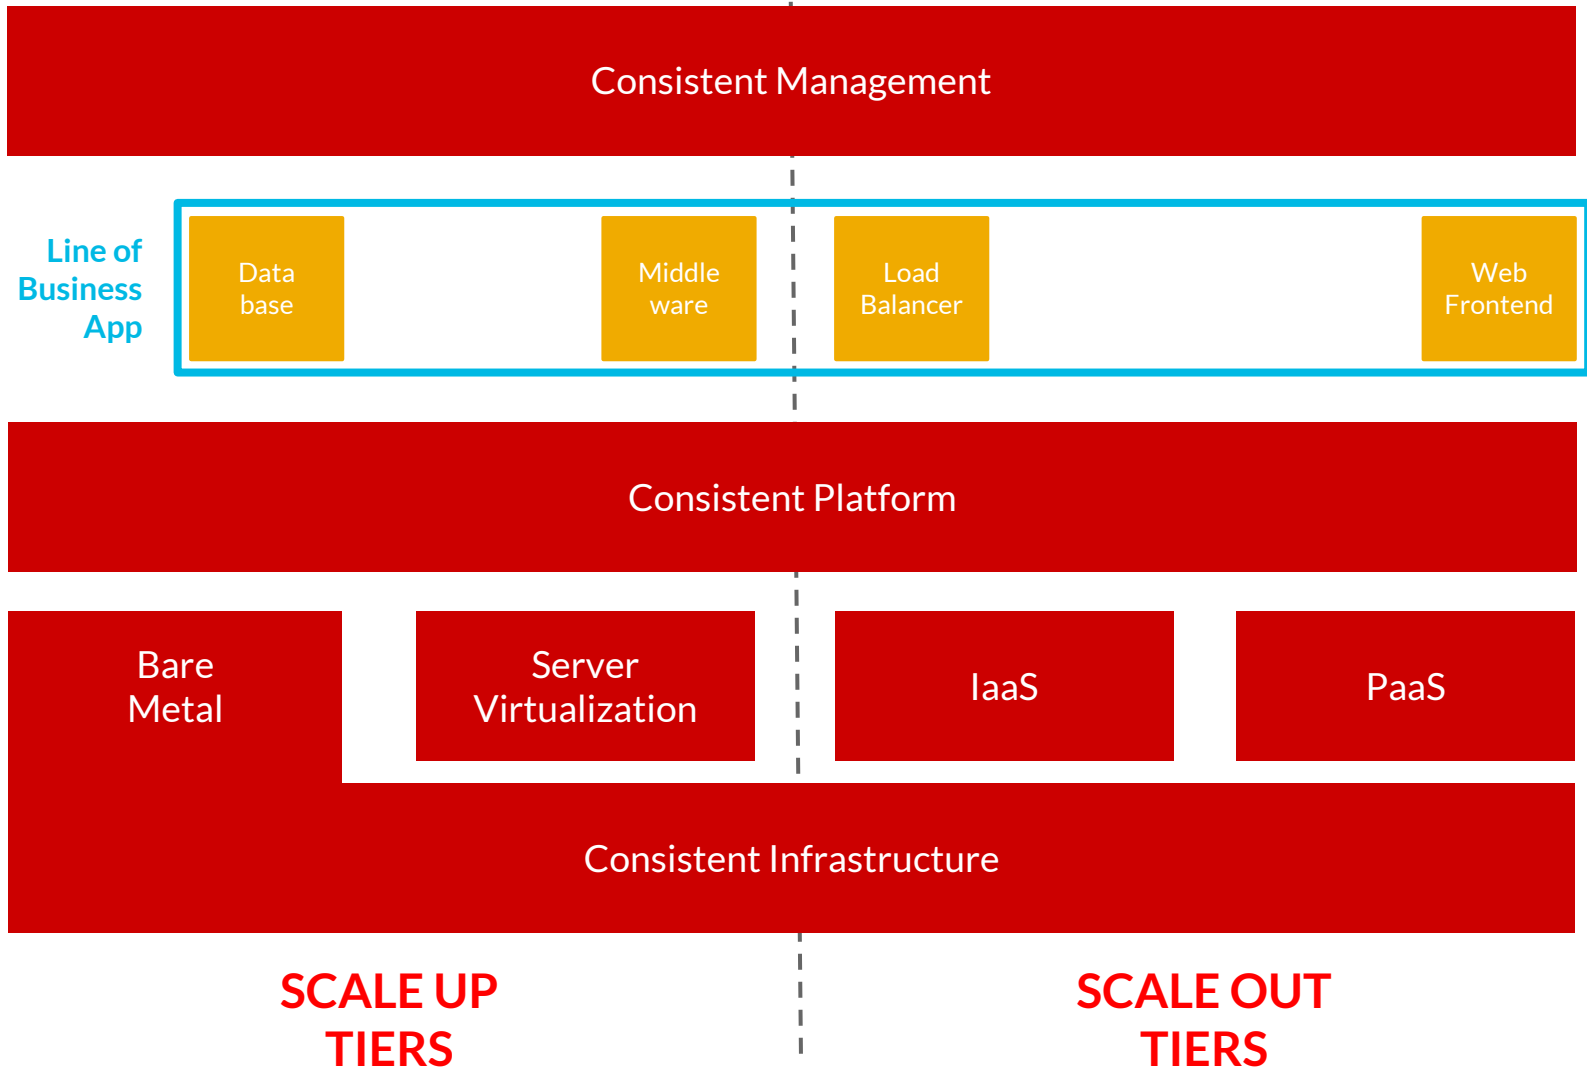 Consistent Management
Line of
Business
App
Data
base
Middle
ware
Load
Balancer
Web
Frontend
Consistent Platform
Bare
Metal
Server
Virtualization
IaaS
PaaS
Consistent Infrastructure
SCALE UP
TIERS
SCALE OUT
TIERS